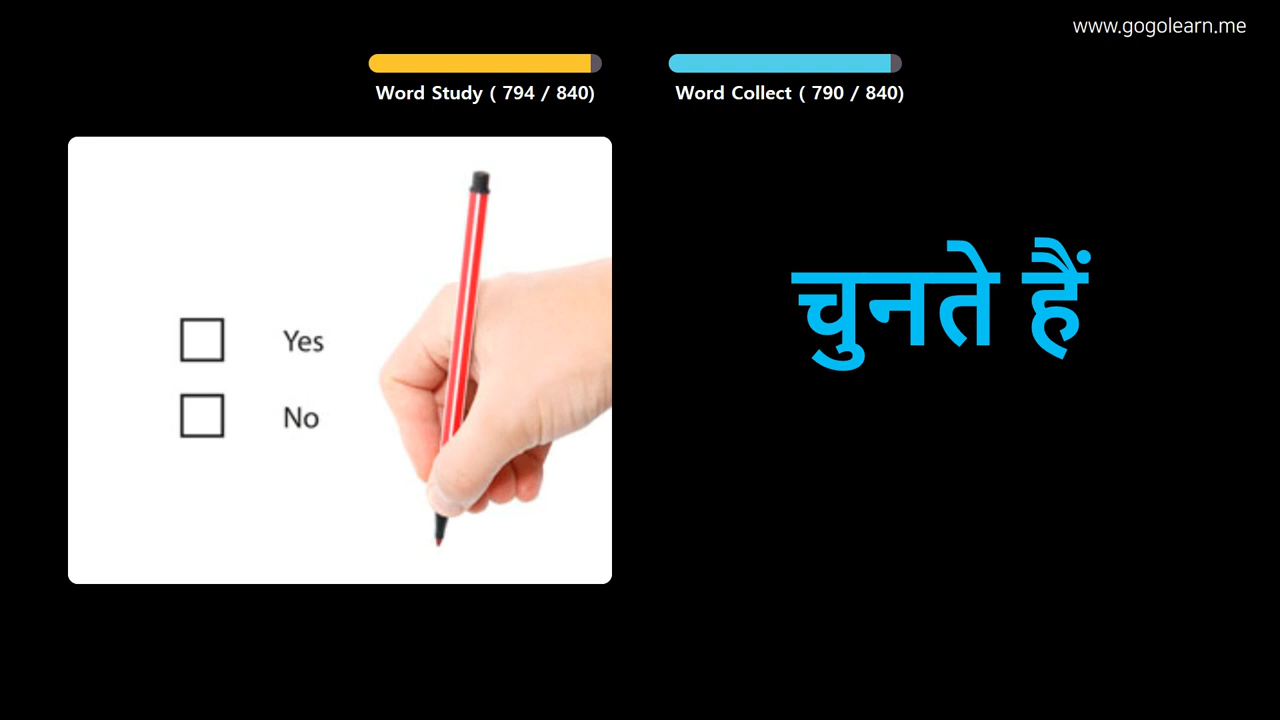 www.gogolearn.me
Word Study ( 794 / 840)
Word Collect ( 790 / 840)
Yes
No
चुनते हैं